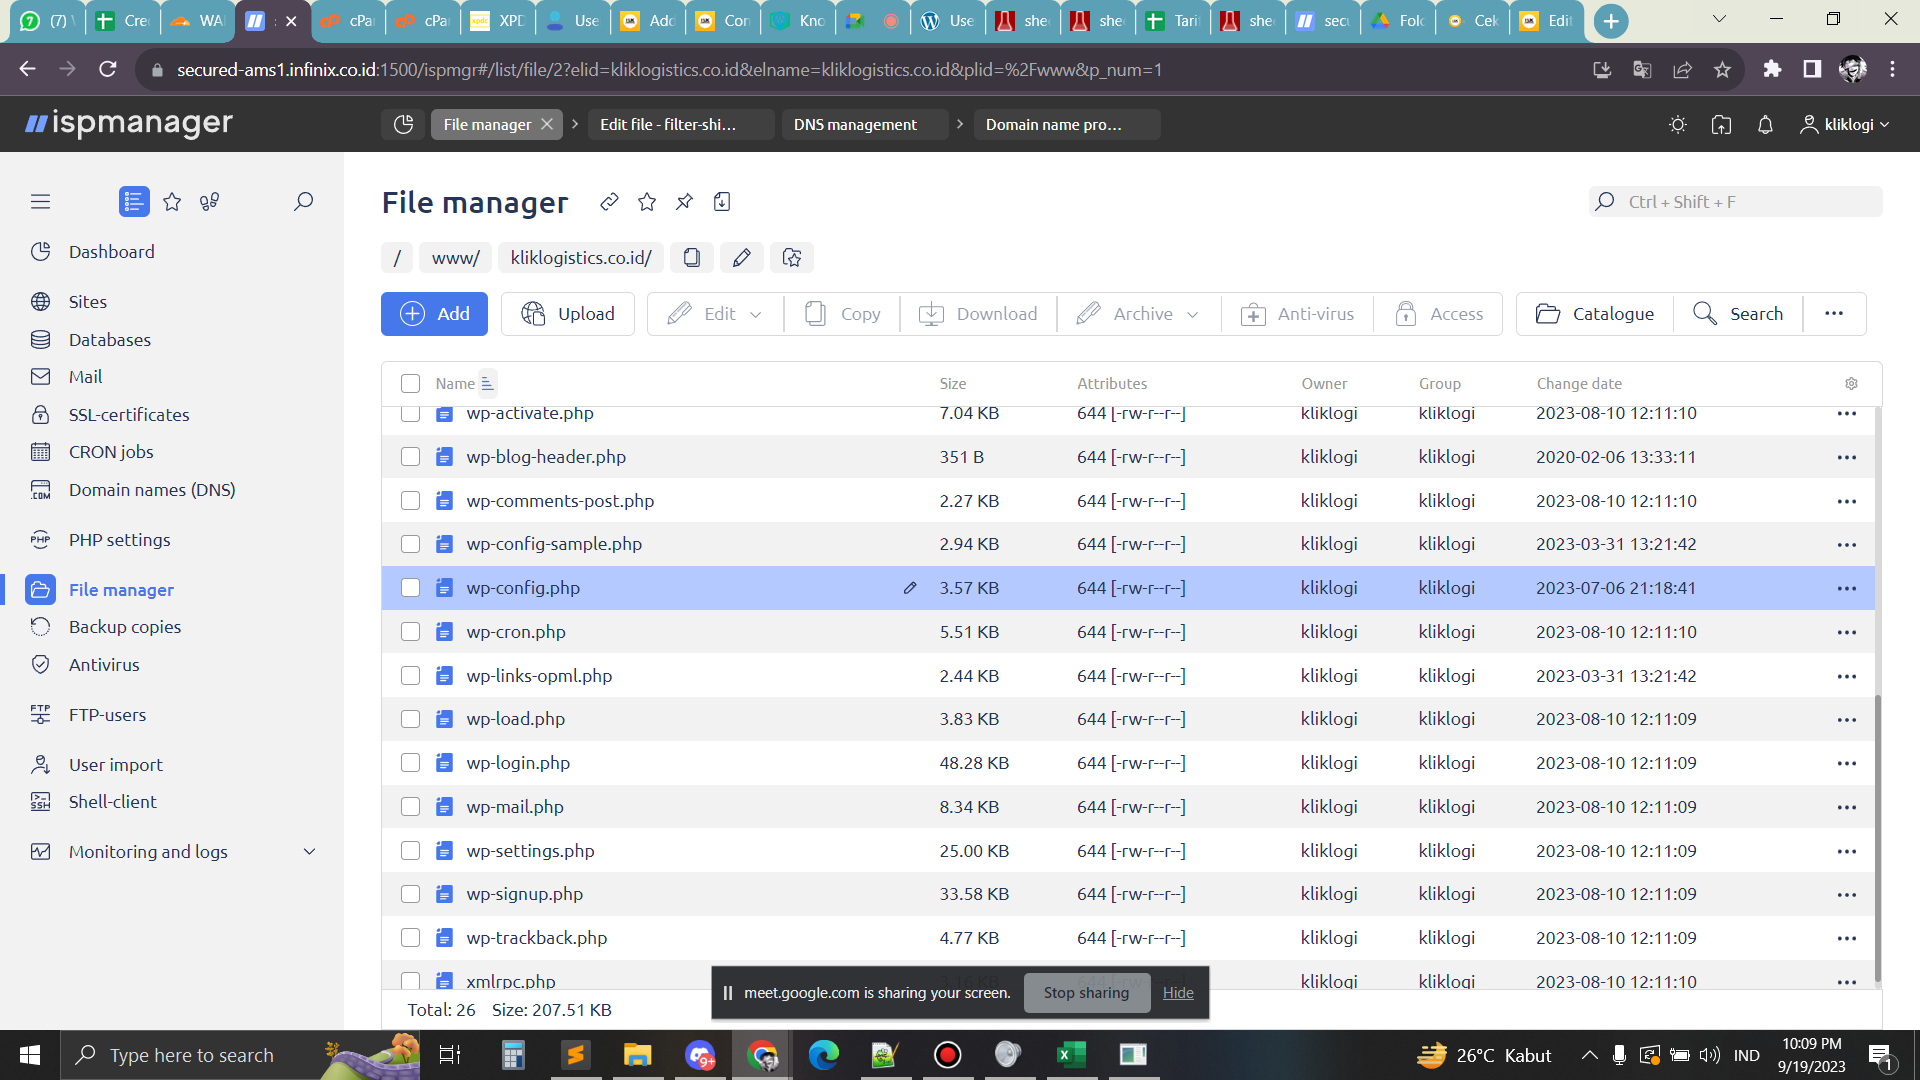 (7) 
Cre
WA
cPar
cPar
XPD
Use
Add
Con
Kno
Use
she
she
Tari
she
secu
Folo
Cek
Edit
secured-ams1.infinix.co.id:1500/ispmgr#/list/file/2?elid=kliklogistics.co.id&elname=kliklogistics.co.id&plid=%2Fwww&p_num=1
ispmanager
File manager
Edit file - filter-shi...
DNS management
Domain name pro...
kliklogi
File manager
Ctrl + Shift + F
Dashboard
Sites
Databases
Mail
SSL-certificates
CRON jobs
Domain names (DNS)
PHP settings
File manager
Backup copies
Antivirus
FTP-users
User import
Shell-client
Monitoring and logs
/ www/ kliklogistics.co.id/
Add Upload Edit Copy Download Archive Anti-virus Access Catalogue Search
Name Size Attributes Owner Group Change date
wp-activate.php 7.04 KB 644 [-rw-r--r--] kliklogi kliklogi 2023-08-10 12:11:10
wp-blog-header.php 351 B 644 [-rw-r--r--] kliklogi kliklogi 2020-02-06 13:33:11
wp-comments-post.php 2.27 KB 644 [-rw-r--r--] kliklogi kliklogi 2023-08-10 12:11:10
wp-config-sample.php 2.94 KB 644 [-rw-r--r--] kliklogi kliklogi 2023-03-31 13:21:42
wp-config.php 3.57 KB 644 [-rw-r--r--] kliklogi kliklogi 2023-07-06 21:18:41
wp-cron.php 5.51 KB 644 [-rw-r--r--] kliklogi kliklogi 2023-08-10 12:11:10
wp-links-opml.php 2.44 KB 644 [-rw-r--r--] kliklogi kliklogi 2023-03-31 13:21:42
wp-load.php 3.83 KB 644 [-rw-r--r--] kliklogi kliklogi 2023-08-10 12:11:09
wp-login.php 48.28 KB 644 [-rw-r--r--] kliklogi kliklogi 2023-08-10 12:11:09
wp-mail.php 8.34 KB 644 [-rw-r--r--] kliklogi kliklogi 2023-08-10 12:11:09
wp-settings.php 25.00 KB 644 [-rw-r--r--] kliklogi kliklogi 2023-08-10 12:11:09
wp-signup.php 33.58 KB 644 [-rw-r--r--] kliklogi kliklogi 2023-08-10 12:11:09
wp-trackback.php 4.77 KB 644 [-rw-r--r--] kliklogi kliklogi 2023-08-10 12:11:09
xmlrpc.php kliklogi kliklogi 2023-08-10 12:11:10
meet.google.com is sharing your screen. Stop sharing Hide
Total: 26 Size: 207.51 KB
Type here to search
9+
26°C Kabut
IND
10:09 PM
9/19/2023
1